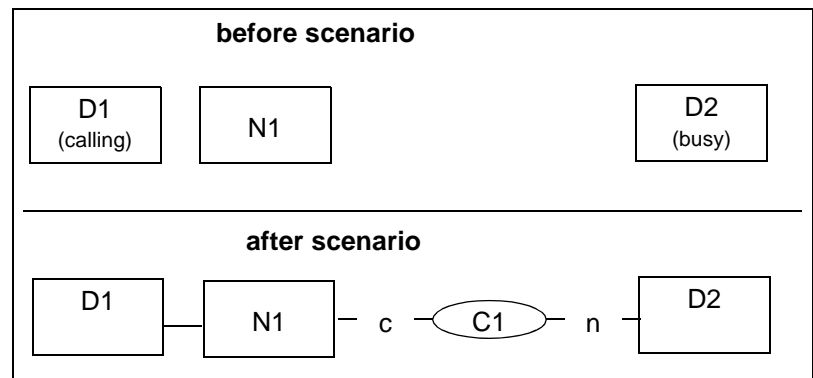 before scenario
D1
(calling)
N1
D2
(busy)
after scenario
D1
N1
c
C1
n
D2